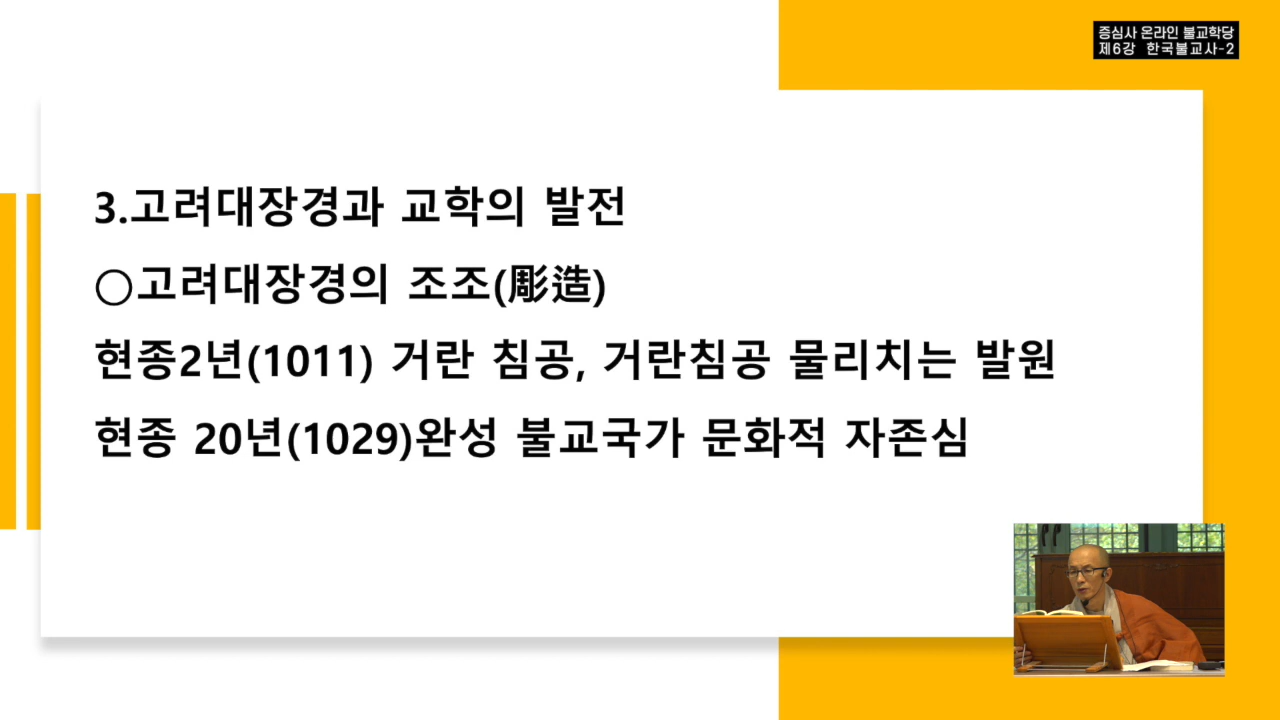 증심사 온라인 불교학당
제6강 한국불교사-2
3.고려대장경과 교학의 발전
○고려대장경의 조조(彫造)
현종2년(1011) 거란 침공, 거란침공 물리치는 발원
현종 20년(1029)완성 불교국가 문화적 자존심